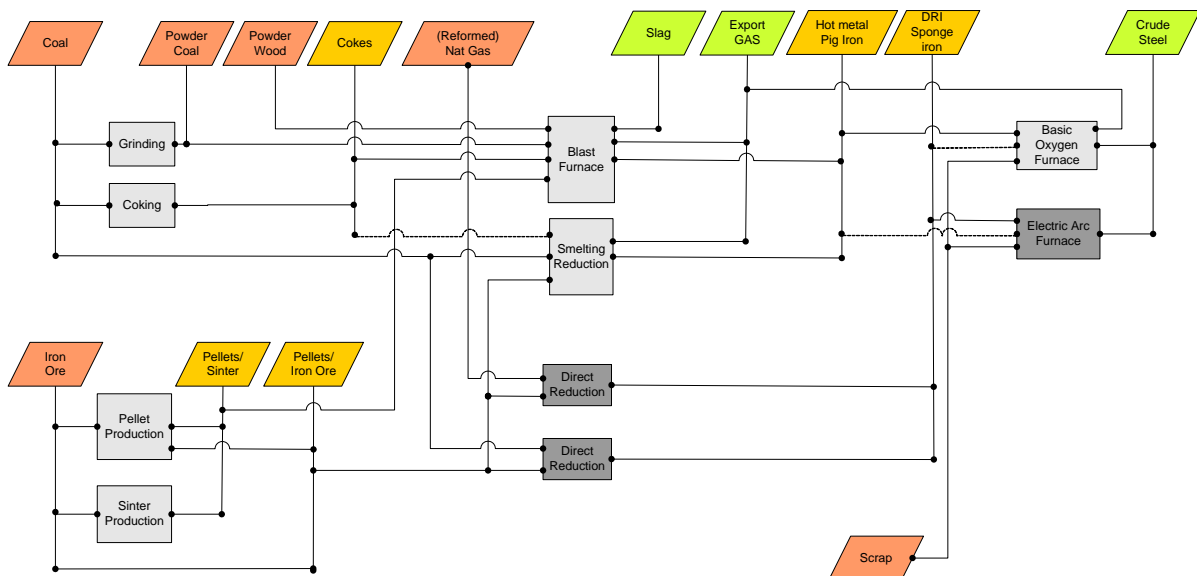 Coal
Powder
Coal
Powder
Wood
Cokes
(Reformed)
Nat Gas
Slag
Export
GAS
Hot metal
Pig Iron
DRI
Sponge
iron
Crude
Steel
Grinding
Blast
Furnace
Basic
Oxygen
Furnace
Coking
Smelting
Reduction
Electric Arc
Furnace
Iron
Ore
Pellets/
Sinter
Pellets/
Iron Ore
Direct
Reduction
Pellet
Production
Direct
Reduction
Sinter
Production
Scrap